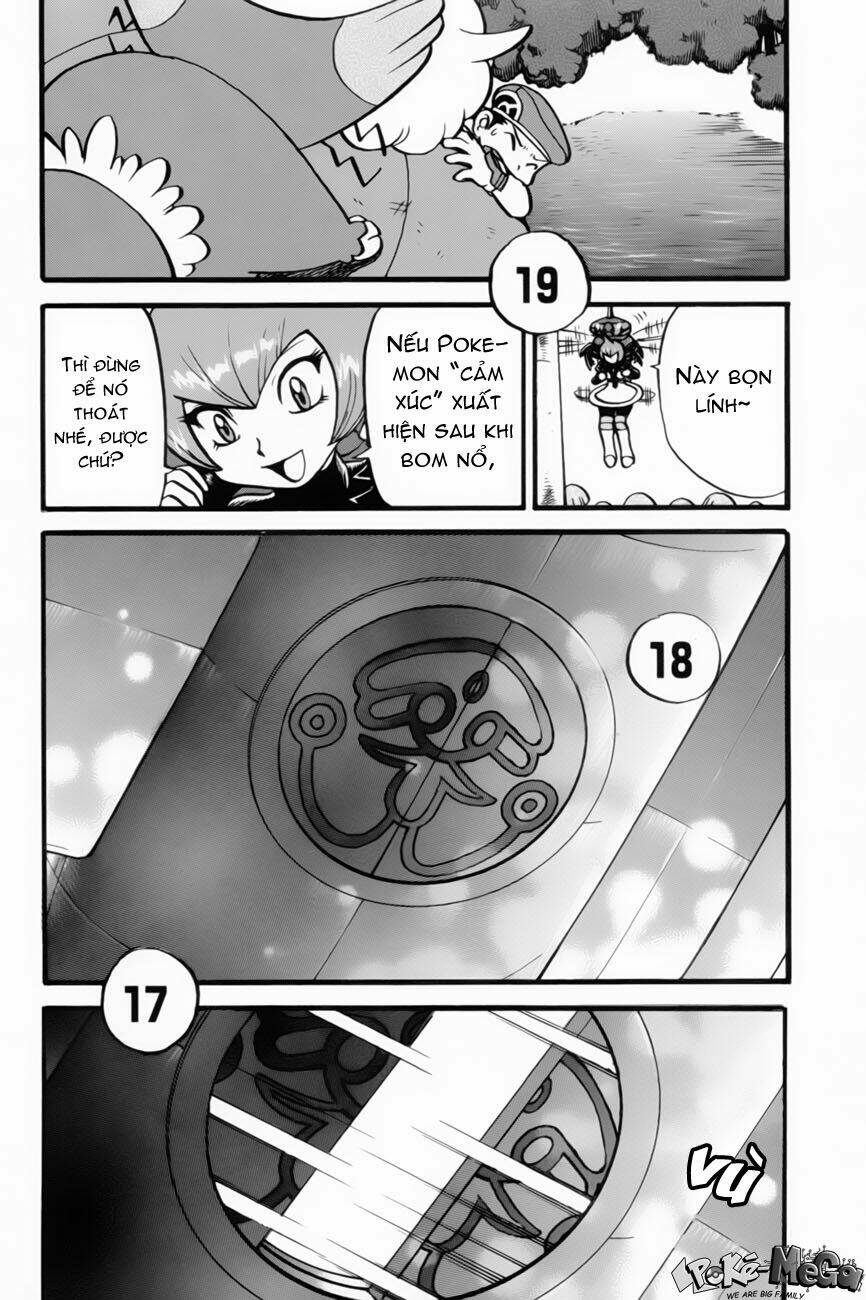 19
NÀY BỌN
LÍNH~
NẾU POKE-
MON “CẢM
XÚC” XUẤT
HIỆN SAU KHI
BOM NỔ,
THÌ ĐỪNG
ĐỂ NÓ
THOÁT
NHÉ, ĐƯỢC
CHỨ?
18
17
VÙ
POKÉ-MEGA
WE ARE BIG FAMILY